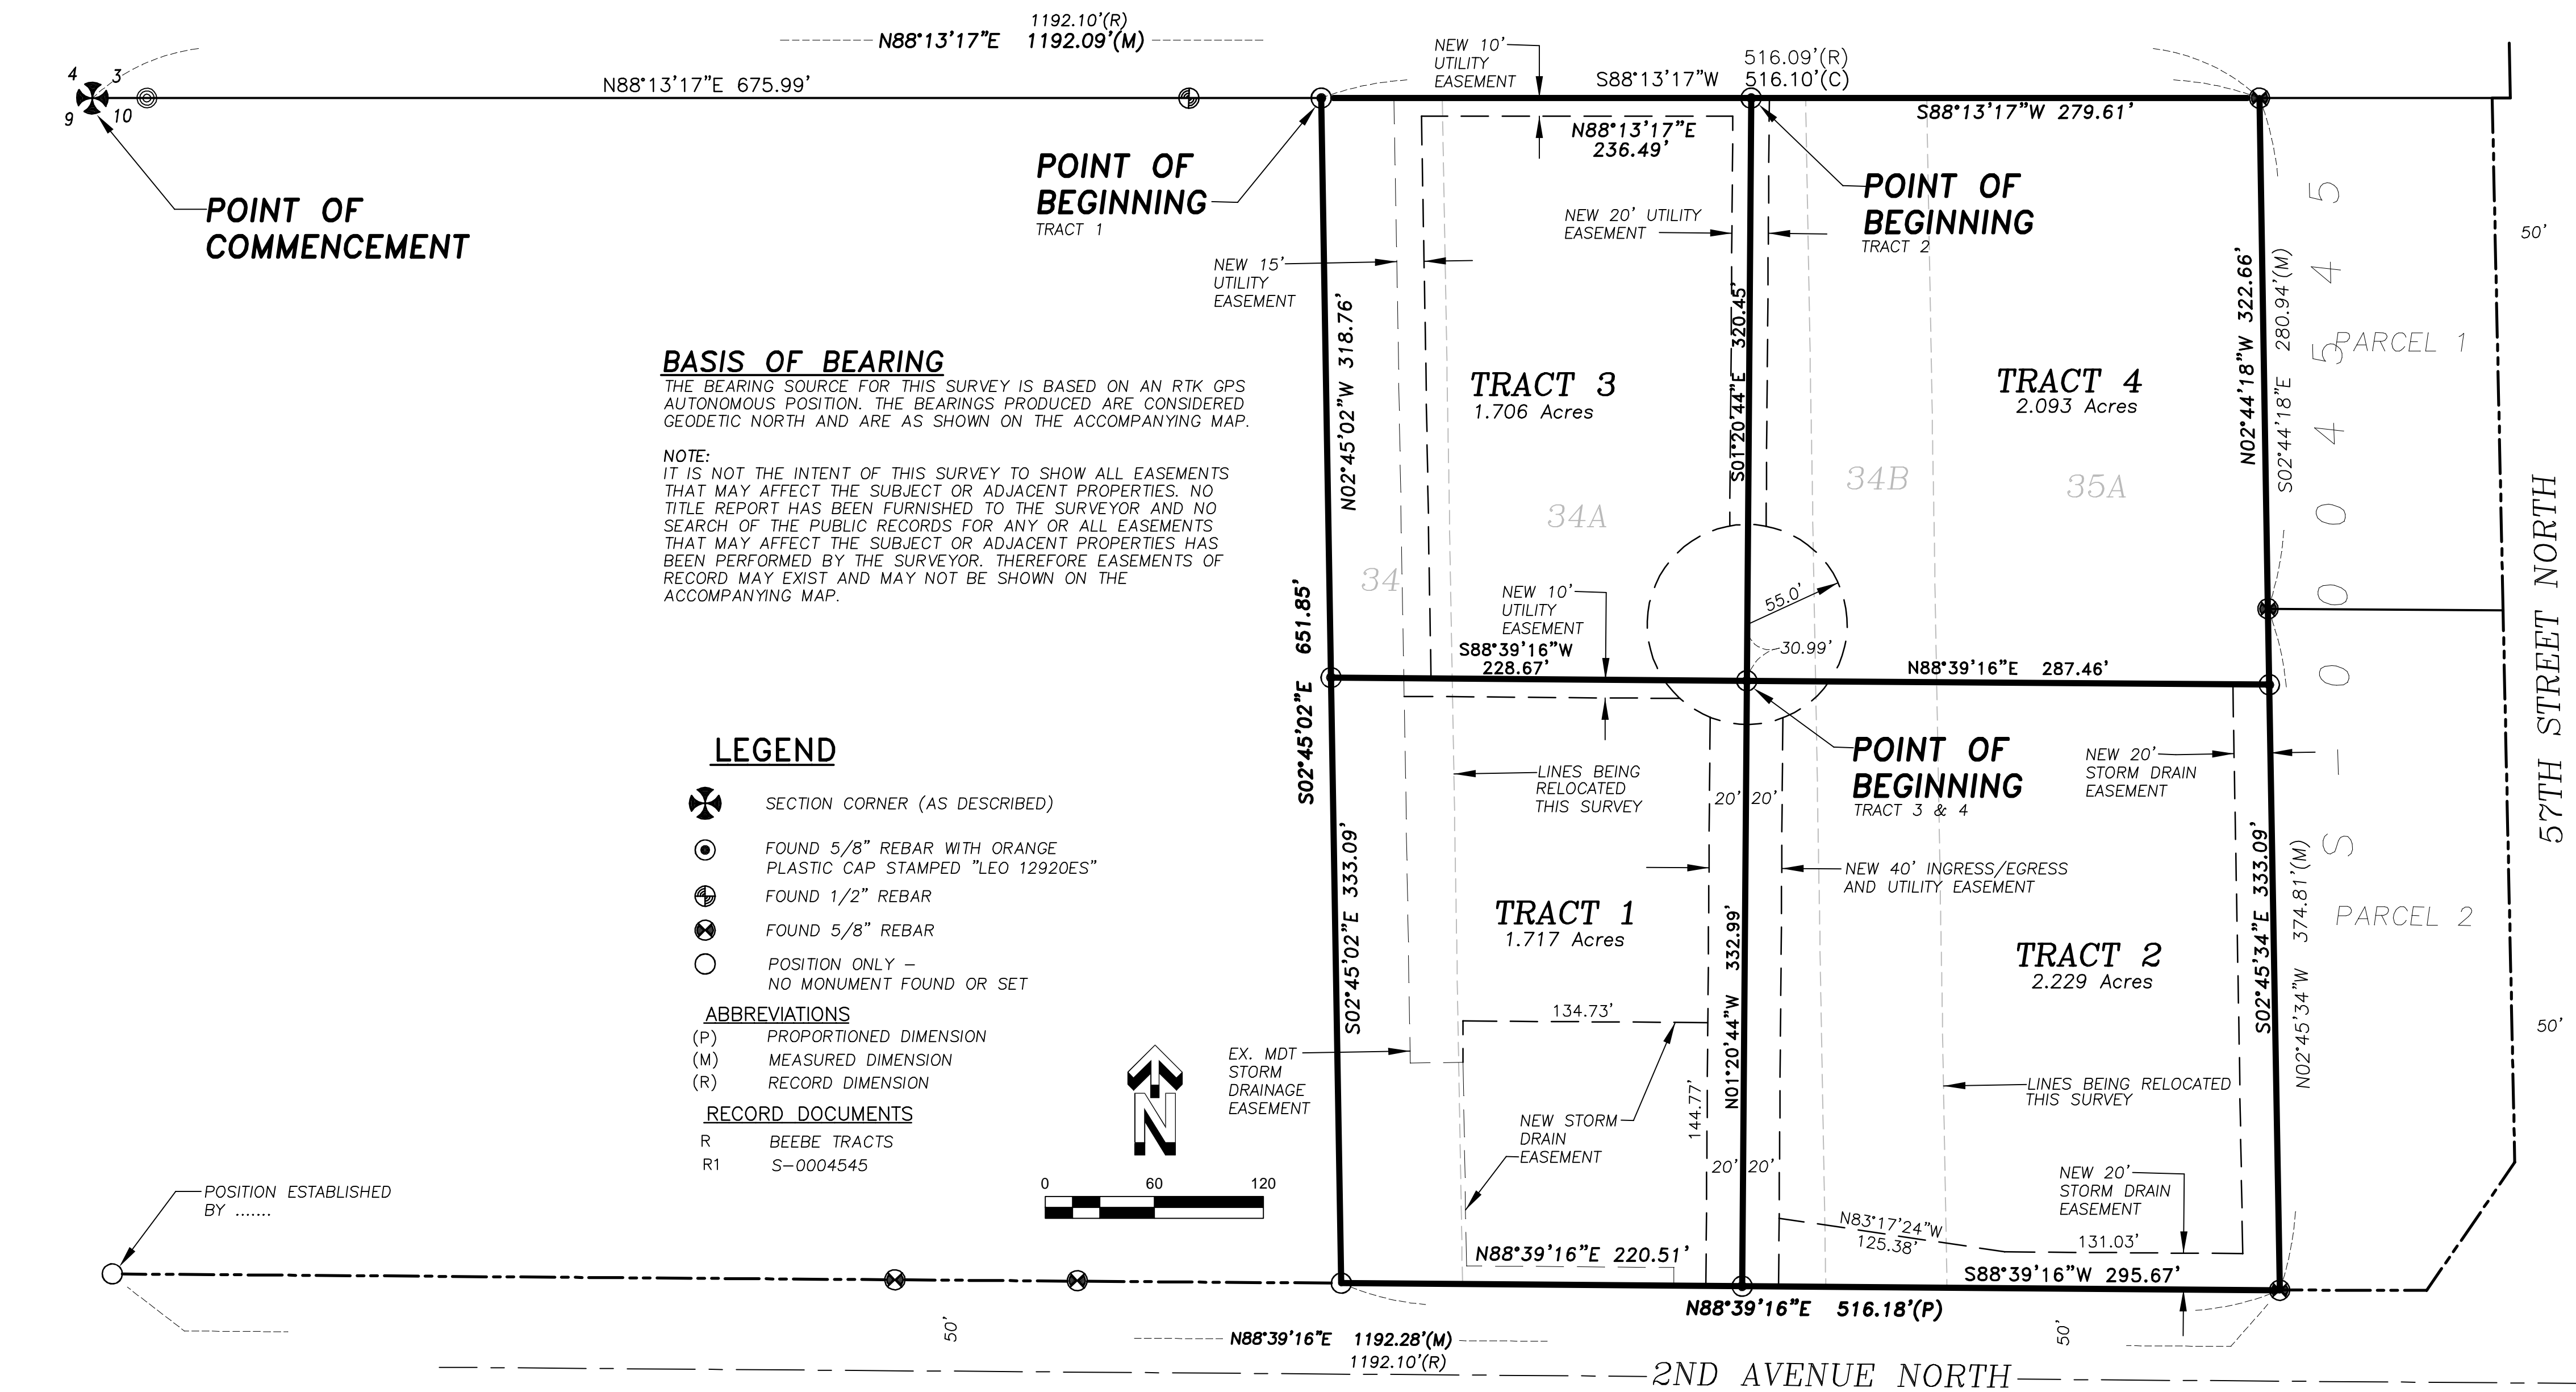 1192.10'(R)
N88°13'17"E 1192.09'(M)
4 3
9 10
N88°13'17"E 675.99'
NEW 10'
UTILITY
EASEMENT
516.09'(R)
S88°13'17"W 516.10'(C)
S88°13'17"W 279.61'
N88°13'17"E
236.49'
POINT OF
COMMENCEMENT
POINT OF
BEGINNING
TRACT 1
POINT OF
BEGINNING
TRACT 2
NEW 20' UTILITY
EASEMENT
NEW 15'
UTILITY
EASEMENT
50'
N02°45'02"W 318.76'
S01°20'44"E 320.45'
N02°44'18"W 322.66'
S02°44'18"E 280.94'(M)
S-0004545
PARCEL 1
BASIS OF BEARING
THE BEARING SOURCE FOR THIS SURVEY IS BASED ON AN RTK GPS
AUTONOMOUS POSITION. THE BEARINGS PRODUCED ARE CONSIDERED
GEODETIC NORTH AND ARE AS SHOWN ON THE ACCOMPANYING MAP.
NOTE:
IT IS NOT THE INTENT OF THIS SURVEY TO SHOW ALL EASEMENTS
THAT MAY AFFECT THE SUBJECT OR ADJACENT PROPERTIES. NO
TITLE REPORT HAS BEEN FURNISHED TO THE SURVEYOR AND NO
SEARCH OF THE PUBLIC RECORDS FOR ANY OR ALL EASEMENTS
THAT MAY AFFECT THE SUBJECT OR ADJACENT PROPERTIES HAS
BEEN PERFORMED BY THE SURVEYOR. THEREFORE EASEMENTS OF
RECORD MAY EXIST AND MAY NOT BE SHOWN ON THE
ACCOMPANYING MAP.
TRACT 3
1.706 Acres
TRACT 4
2.093 Acres
34
34A
34B
35A
57TH STREET NORTH
NEW 10'
UTILITY
EASEMENT
55.0'
30.99'
S88°39'16"W
228.67'
N88°39'16"E 287.46'
S02°45'02"E 651.85'
LEGEND
SECTION CORNER (AS DESCRIBED)
FOUND 5/8" REBAR WITH ORANGE
PLASTIC CAP STAMPED "LEO 12920ES"
FOUND 1/2" REBAR
FOUND 5/8" REBAR
POSITION ONLY -
NO MONUMENT FOUND OR SET
ABBREVIATIONS
(P) PROPORTIONED DIMENSION
(M) MEASURED DIMENSION
(R) RECORD DIMENSION
RECORD DOCUMENTS
R BEEBE TRACTS
R1 S-0004545
POINT OF
BEGINNING
TRACT 3 & 4
NEW 20'
STORM DRAIN
EASEMENT
LINES BEING
RELOCATED
THIS SURVEY
20' 20'
NEW 40' INGRESS/EGRESS
AND UTILITY EASEMENT
S02°45'02"E 333.09'
N01°20'44"W 332.99'
S02°45'34"E 333.09'
N02°45'34"W 374.81'(M)
PARCEL 2
TRACT 1
1.717 Acres
TRACT 2
2.229 Acres
134.73'
144.77'
EX. MDT
STORM
DRAINAGE
EASEMENT
50'
LINES BEING RELOCATED
THIS SURVEY
NEW STORM
DRAIN
EASEMENT
20' 20'
NEW 20'
STORM DRAIN
EASEMENT
N
0 60 120
POSITION ESTABLISHED
BY .......
N83°17'24"W
125.38'
131.03'
N88°39'16"E 220.51'
S88°39'16"W 295.67'
N88°39'16"E 516.18'(P)
50'
50'
N88°39'16"E 1192.28'(M)
1192.10'(R)
2ND AVENUE NORTH